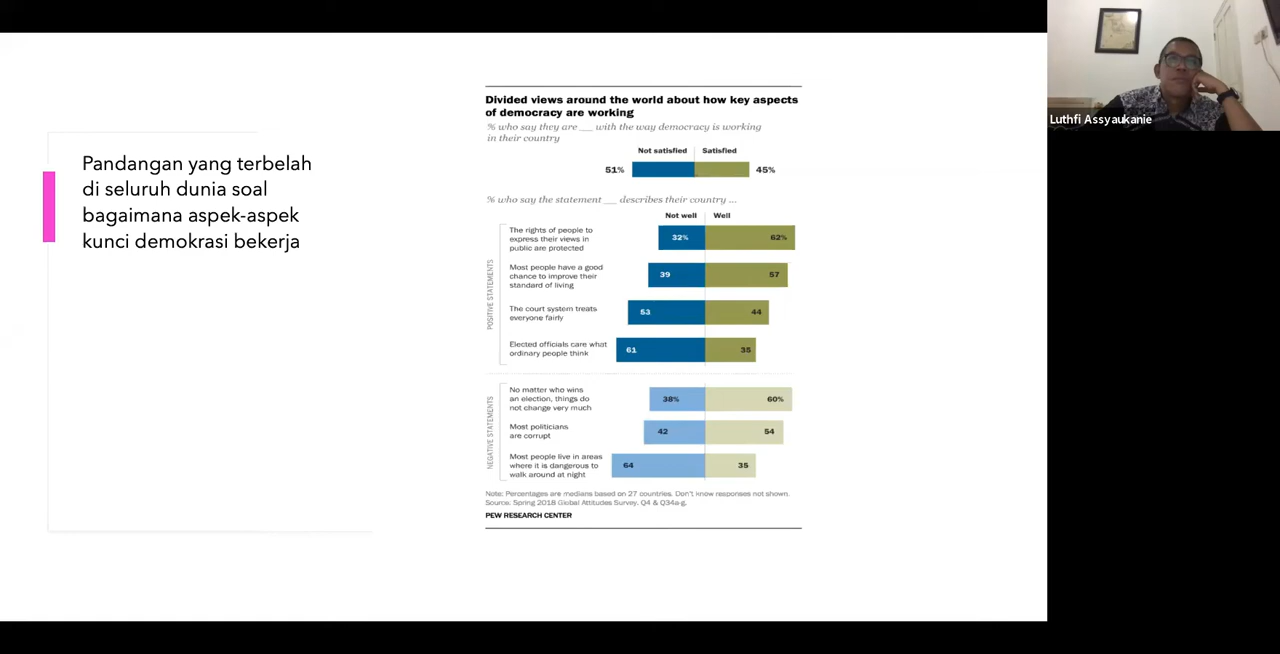 Pandangan yang terbelah
di seluruh dunia soal
bagaimana aspek-aspek
kunci demokrasi bekerja
Divided views around the world about how key aspects
of democracy are working
% who say they are ___ with the way democracy is working
in their country
Not satisfied Satisfied
51% 45%
% who say the statement ___ describes their country ...
Not well Well
POSITIVE STATEMENTS
The rights of people to
express their views in
public are protected
32% 62%
Most people have a good
chance to improve their
standard of living
39 57
The court system treats
everyone fairly
53 44
Elected officials care what
ordinary people think
61 35
NEGATIVE STATEMENTS
No matter who wins
an election, things do
not change very much
38% 60%
Most politicians
are corrupt
42 54
Most people live in areas
where it is dangerous to
walk around at night
64 35
Note: Percentages are medians based on 27 countries. Don't know responses not shown.
Source: Spring 2018 Global Attitudes Survey. Q4 & Q34a-g.
PEW RESEARCH CENTER
Luthfi Assyaukanie